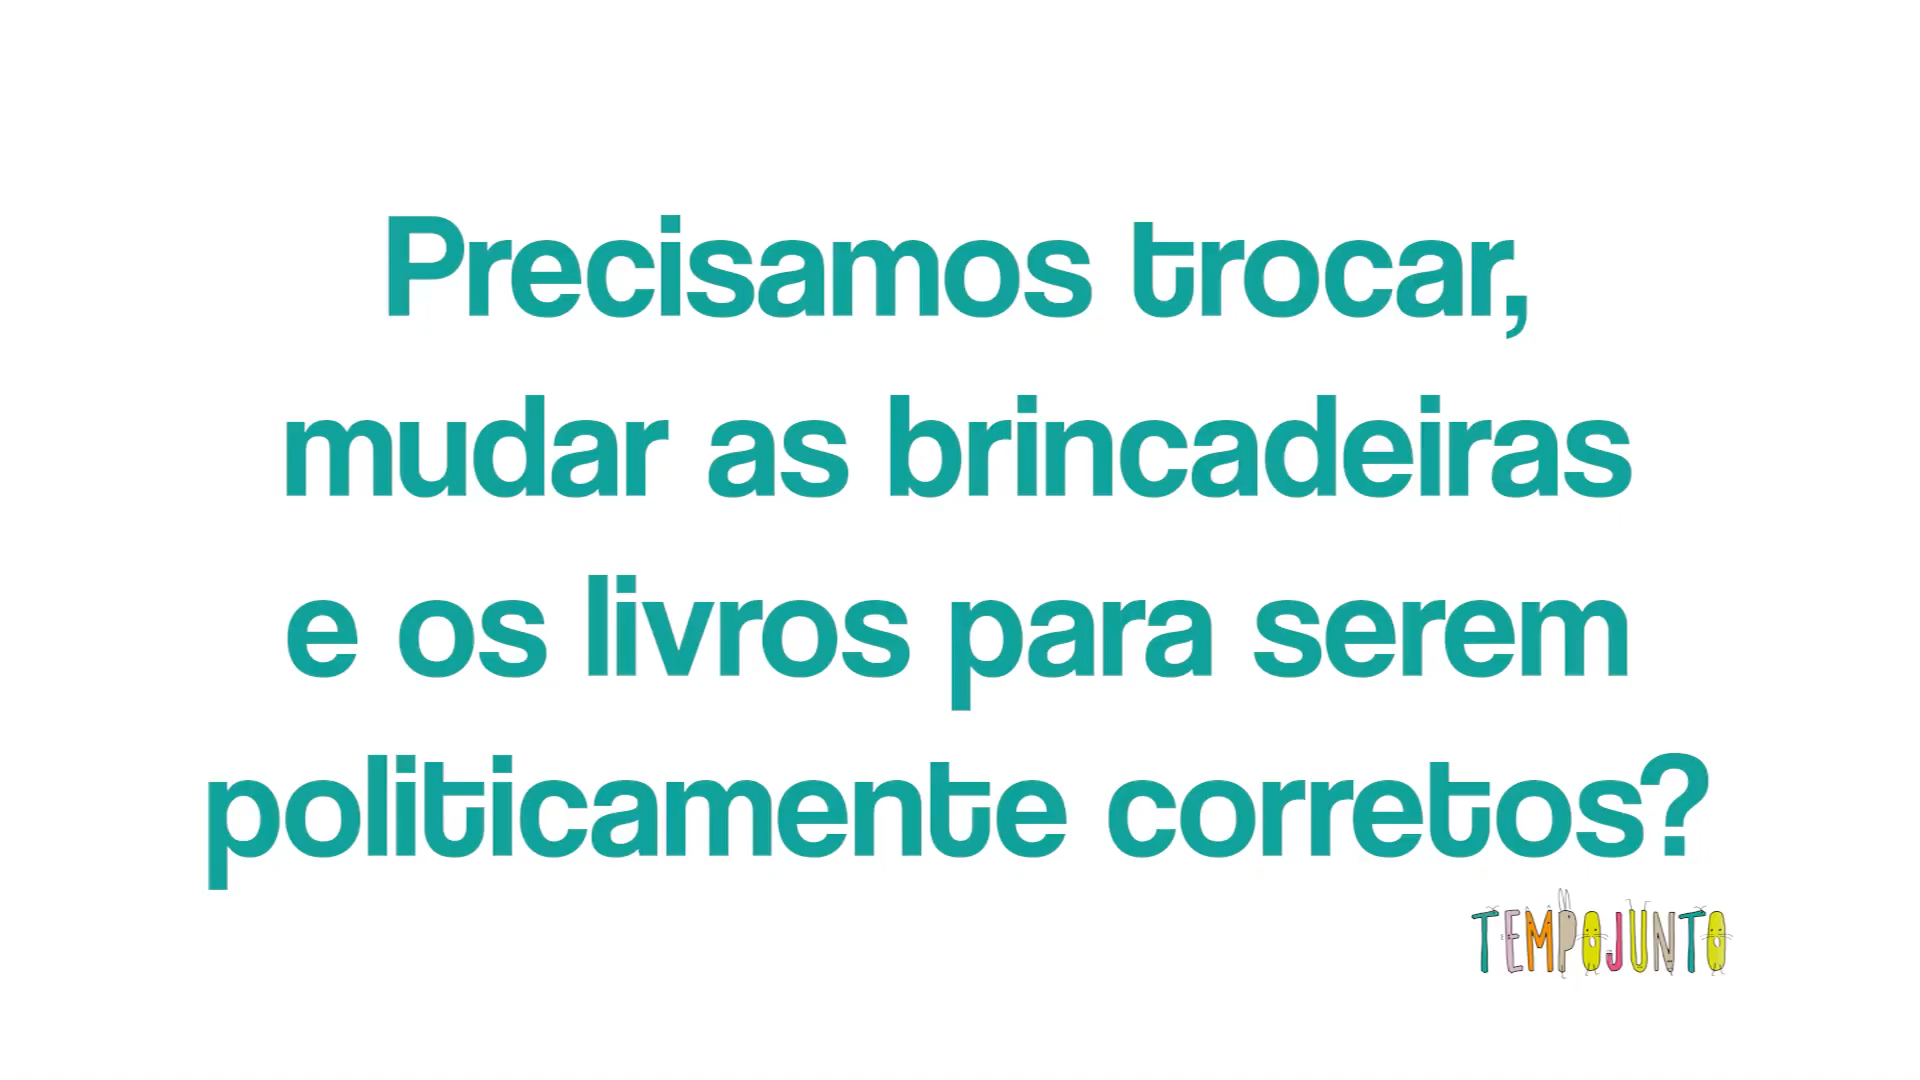 Precisamos trocar,
mudar as brincadeiras
e os livros para serem
politicamente corretos?
TEMPOJUNTO